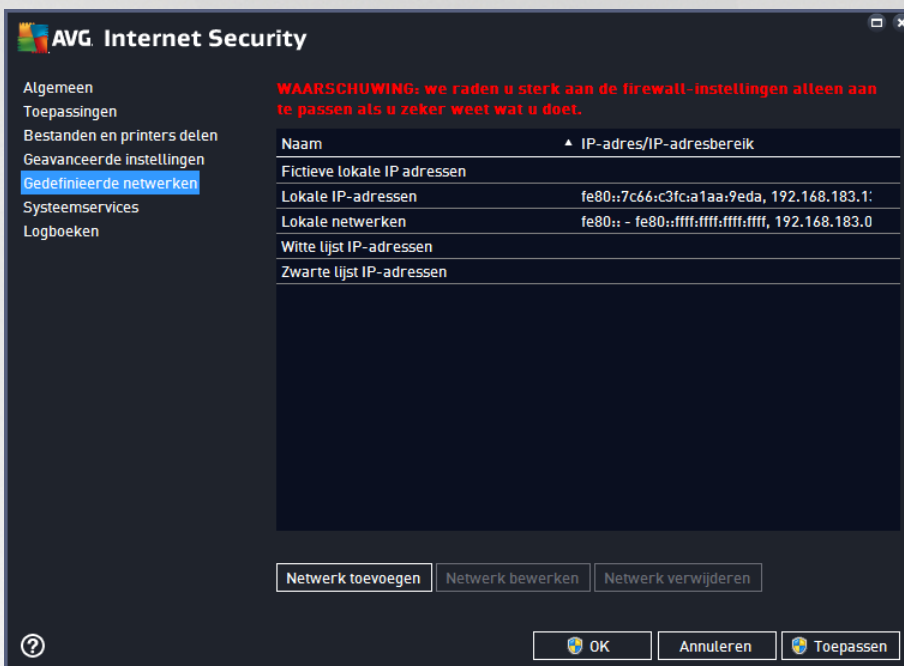 AVG. Internet Security
Algemeen
Toepassingen
Bestanden en printers delen
Geavanceerde instellingen
Gedefinieerde netwerken
Systeemservices
Logboeken
WAARSCHUWING: we raden u sterk aan de firewall-instellingen alleen aan
te passen als u zeker weet wat u doet.
Naam IP-adres/IP-adresbereik
Fictieve lokale IP adressen
Lokale IP-adressen fe80::7c66:c3fc:a1aa:9eda, 192.168.183.1
Lokale netwerken fe80:: - fe80::ffff:ffff:ffff:ffff, 192.168.183.0
Witte lijst IP-adressen
Zwarte lijst IP-adressen
Netwerk toevoegen Netwerk bewerken Netwerk verwijderen
? OK Annuleren Toepassen